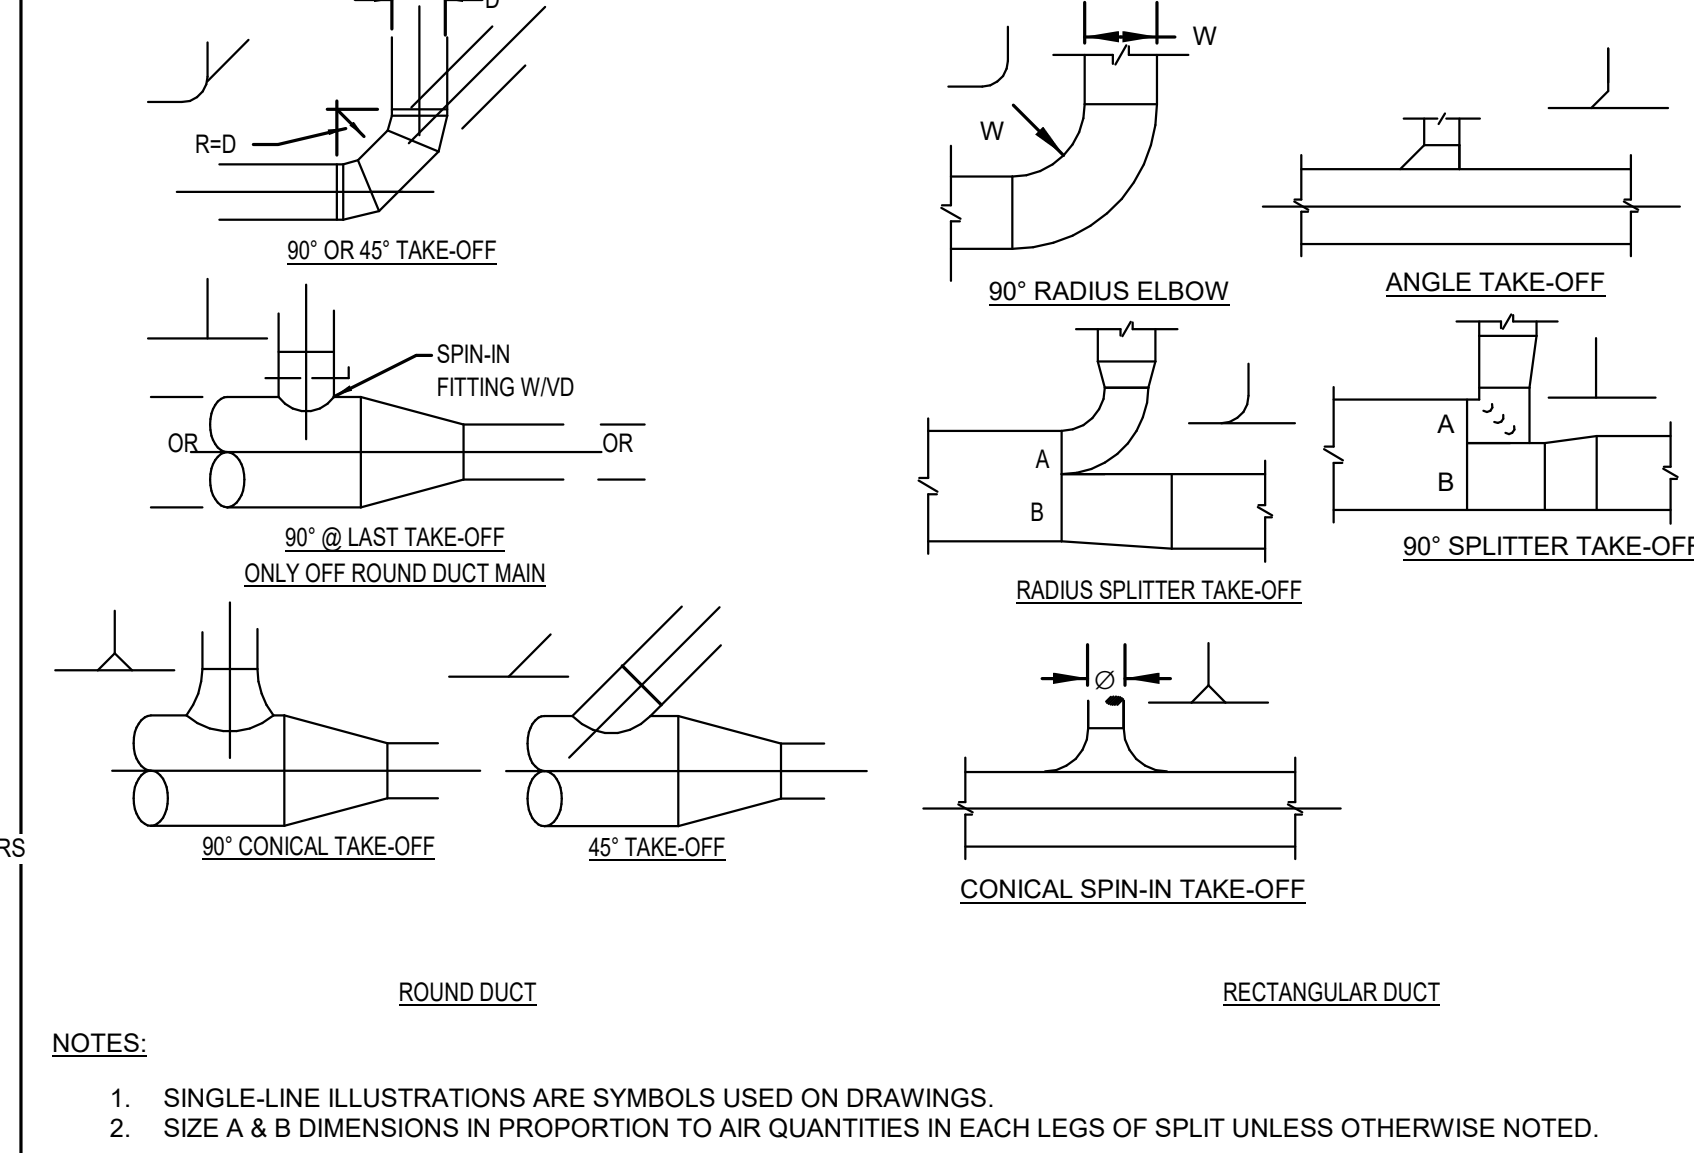 D
W
W
R=D
90° OR 45° TAKE-OFF
90° RADIUS ELBOW
ANGLE TAKE-OFF
SPIN-IN
FITTING W/VD
OR
OR
90° @ LAST TAKE-OFF
ONLY OFF ROUND DUCT MAIN
A
B
RADIUS SPLITTER TAKE-OFF
A
B
90° SPLITTER TAKE-OFF
90° CONICAL TAKE-OFF
45° TAKE-OFF
Ø
CONICAL SPIN-IN TAKE-OFF
RS
ROUND DUCT
RECTANGULAR DUCT
NOTES:
1. SINGLE-LINE ILLUSTRATIONS ARE SYMBOLS USED ON DRAWINGS.
2. SIZE A & B DIMENSIONS IN PROPORTION TO AIR QUANTITIES IN EACH LEGS OF SPLIT UNLESS OTHERWISE NOTED.